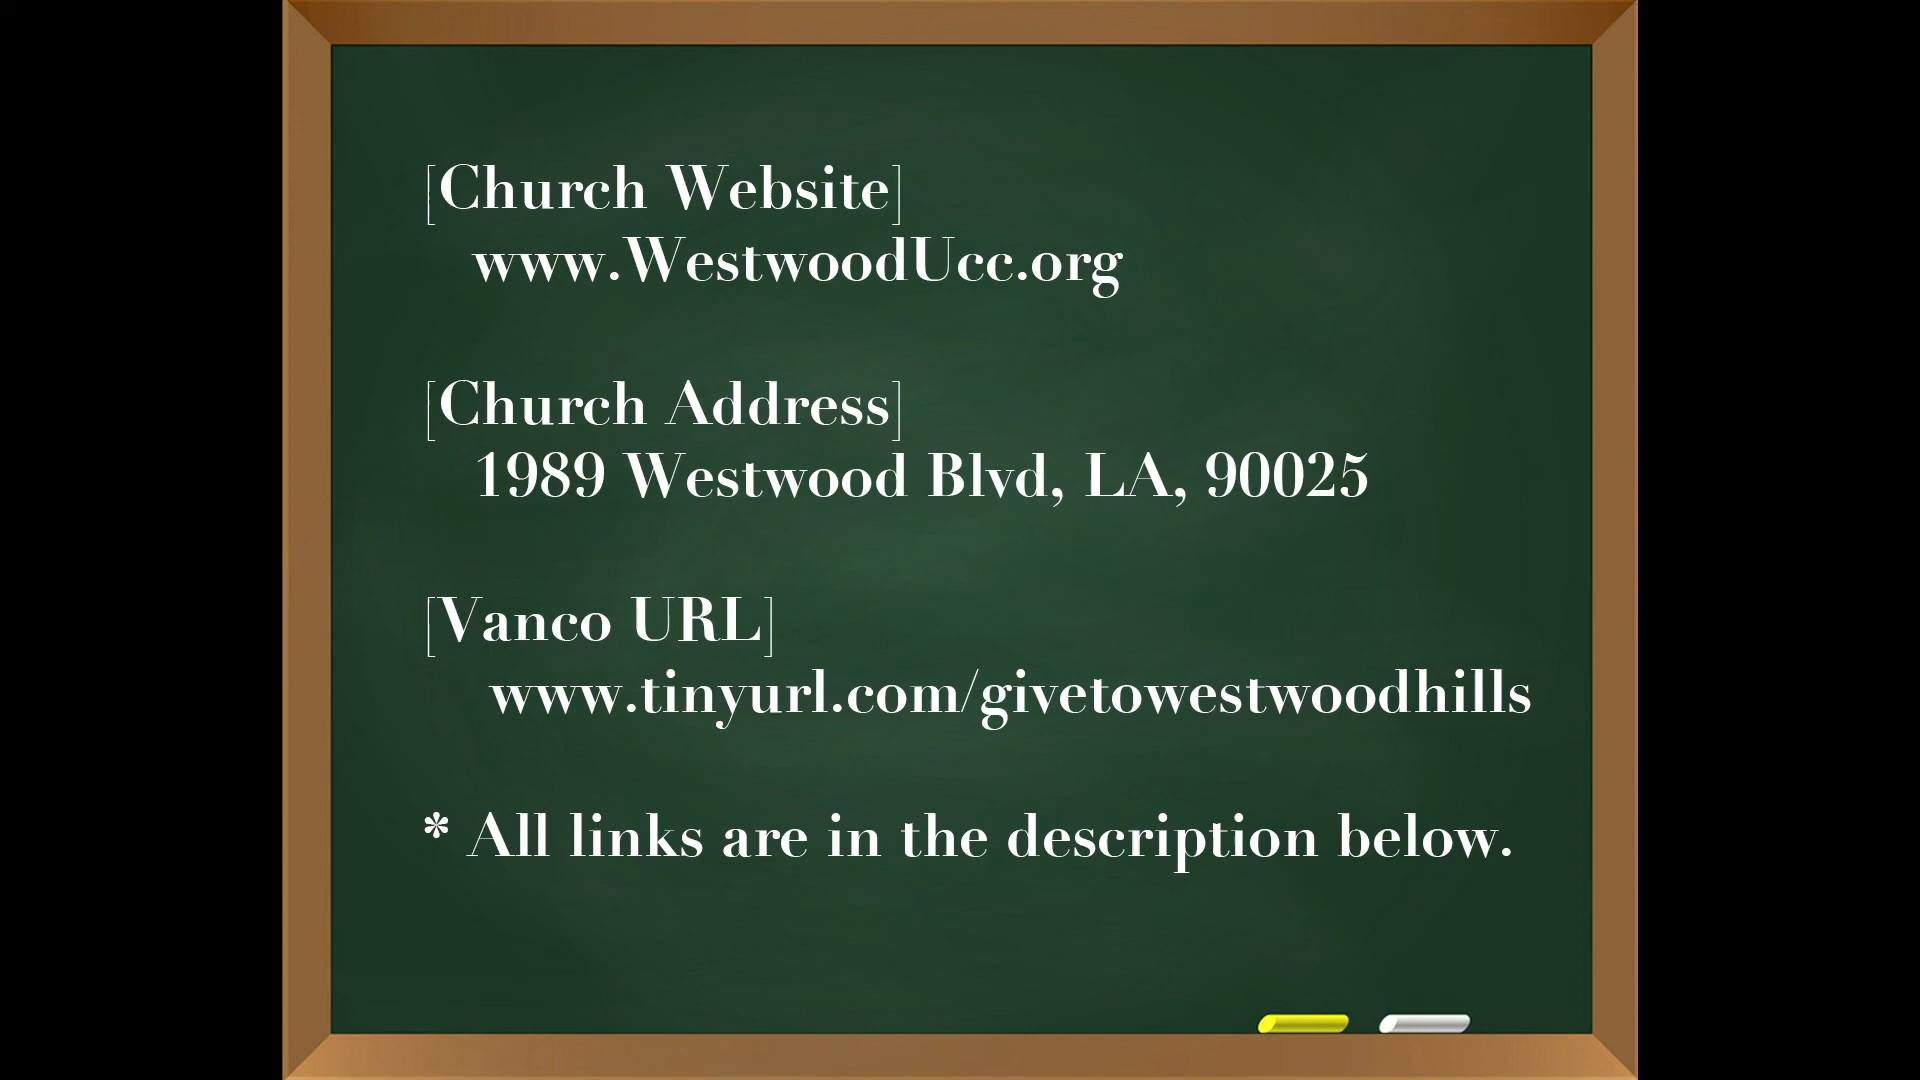 [Church Website]
www.WestwoodUcc.org
[Church Address]
1989 Westwood Blvd, LA, 90025
[Vanco URL]
www.tinyurl.com/givetowestwoodhills
* All links are in the description below.